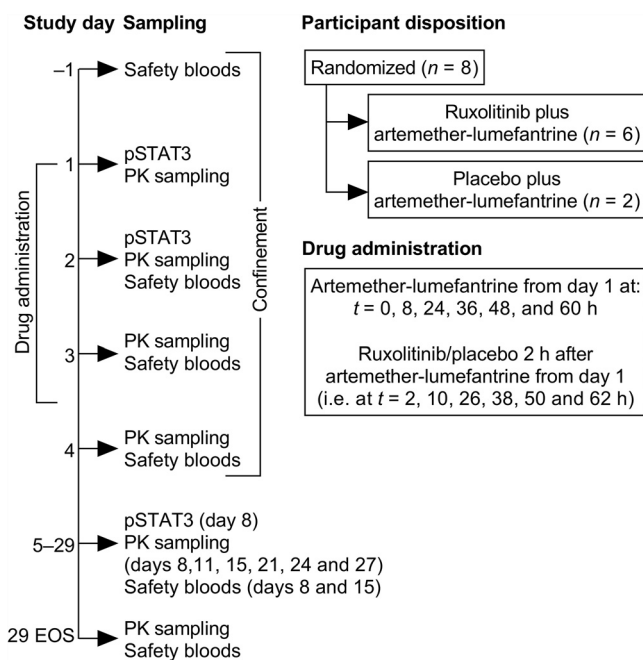 Study day Sampling
–1 Safety bloods
1 pSTAT3
PK sampling
2 pSTAT3
PK sampling
Safety bloods
3 PK sampling
Safety bloods
4 PK sampling
Safety bloods
5–29 pSTAT3 (day 8)
PK sampling
(days 8,11, 15, 21, 24 and 27)
Safety bloods (days 8 and 15)
29 EOS PK sampling
Safety bloods
Drug administration
Confinement
Participant disposition
Randomized (n = 8)
Ruxolitinib plus
artemether-lumefantrine (n = 6)
Placebo plus
artemether-lumefantrine (n = 2)
Drug administration
Artemether-lumefantrine from day 1 at:
t = 0, 8, 24, 36, 48, and 60 h
Ruxolitinib/placebo 2 h after
artemether-lumefantrine from day 1
(i.e. at t = 2, 10, 26, 38, 50 and 62 h)